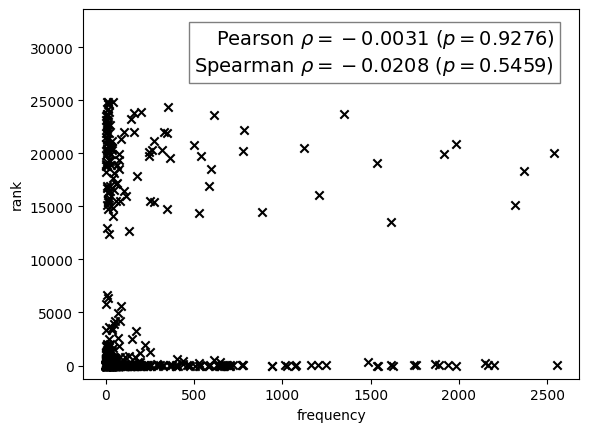 Pearson ρ = −0.0031 (p = 0.9276)
Spearman ρ = −0.0208 (p = 0.5459)
30000
25000
20000
15000
10000
5000
0
rank
0 500 1000 1500 2000 2500
frequency